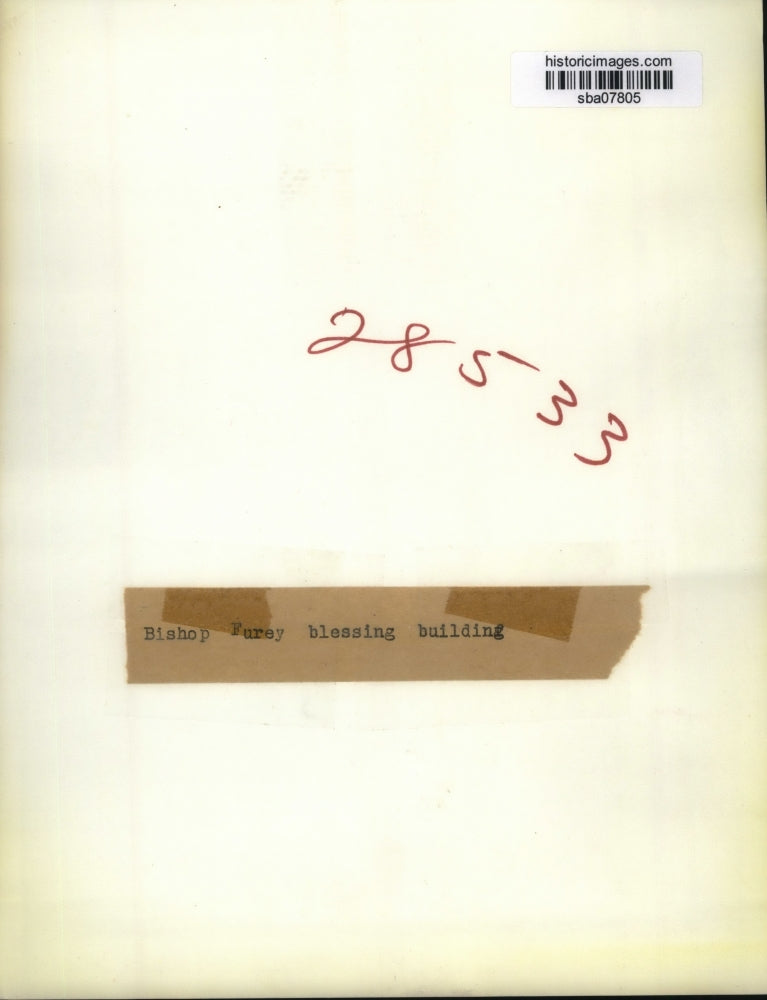 historicimages.com
sba07805
28533
Bishop Furey blessing building